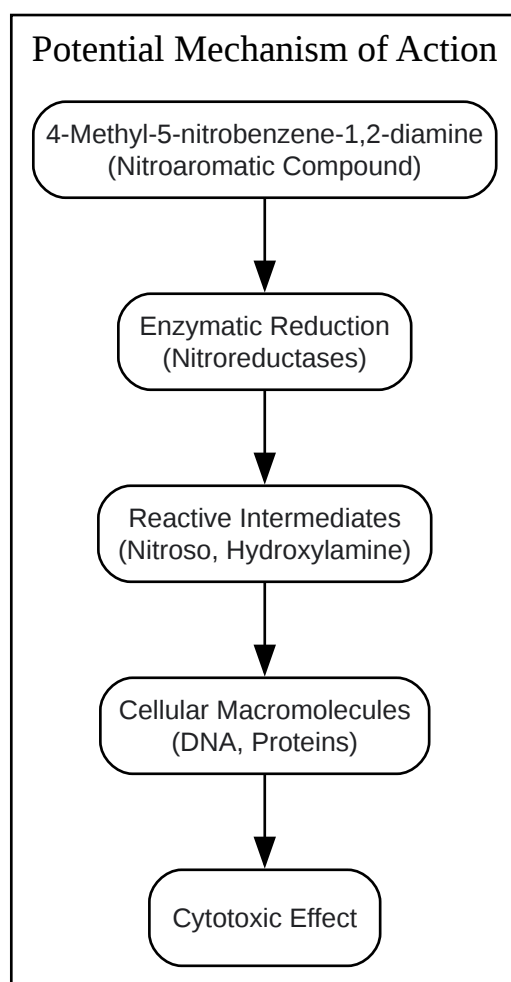 Potential Mechanism of Action
4-Methyl-5-nitrobenzene-1,2-diamine
(Nitroaromatic Compound)
Enzymatic Reduction
(Nitroreductases)
Reactive Intermediates
(Nitroso, Hydroxylamine)
Cellular Macromolecules
(DNA, Proteins)
Cytotoxic Effect